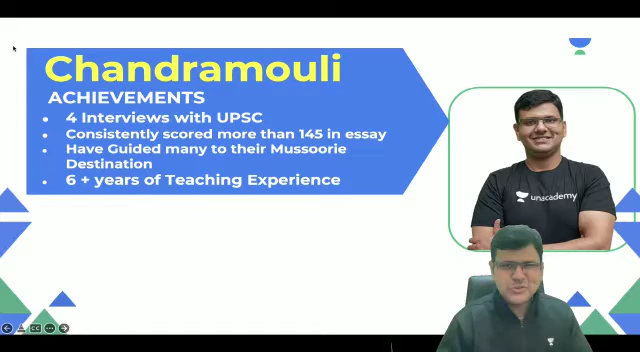 Chandramouli
ACHIEVEMENTS
• 4 Interviews with UPSC
• Consistently scored more than 145 in essay
• Have Guided many to their Mussoorie
Destination
• 6 + years of Teaching Experience
unacademy
CC